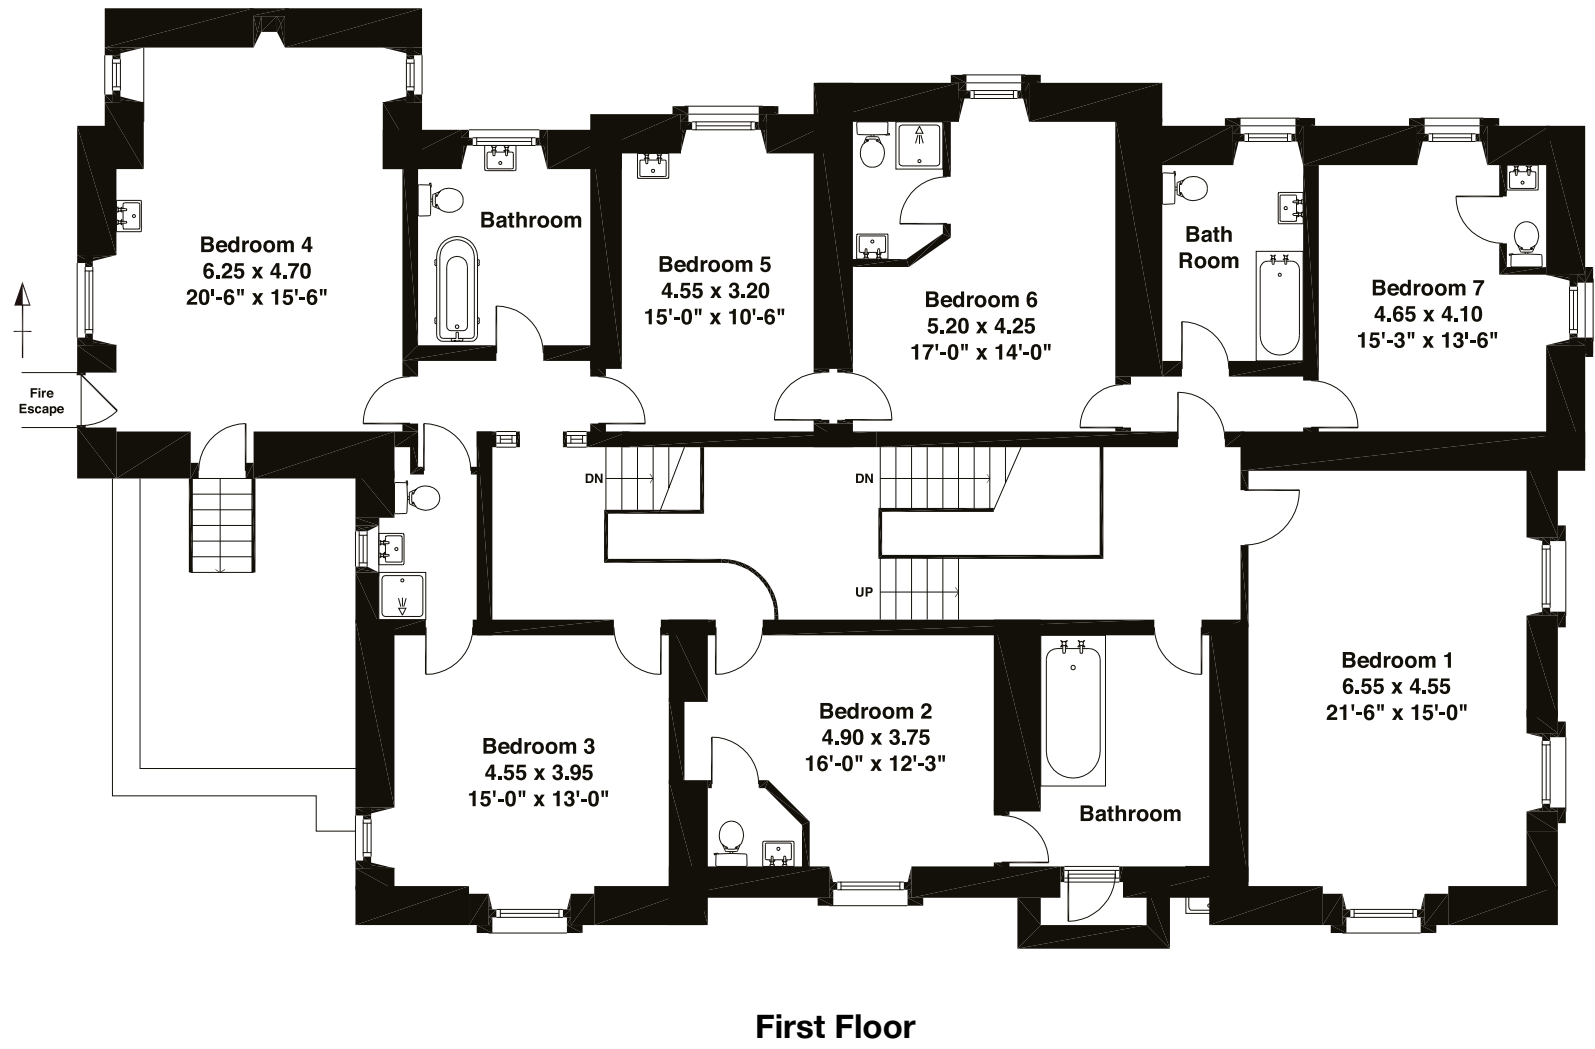 Bedroom 4
6.25 x 4.70
20'-6" x 15'-6"
Bathroom
Bedroom 5
4.55 x 3.20
15'-0" x 10'-6"
Bedroom 6
5.20 x 4.25
17'-0" x 14'-0"
Bath
Room
Bedroom 7
4.65 x 4.10
15'-3" x 13'-6"
Fire
Escape
DN
DN
UP
Bedroom 1
6.55 x 4.55
21'-6" x 15'-0"
Bedroom 2
4.90 x 3.75
16'-0" x 12'-3"
Bedroom 3
4.55 x 3.95
15'-0" x 13'-0"
Bathroom
First Floor